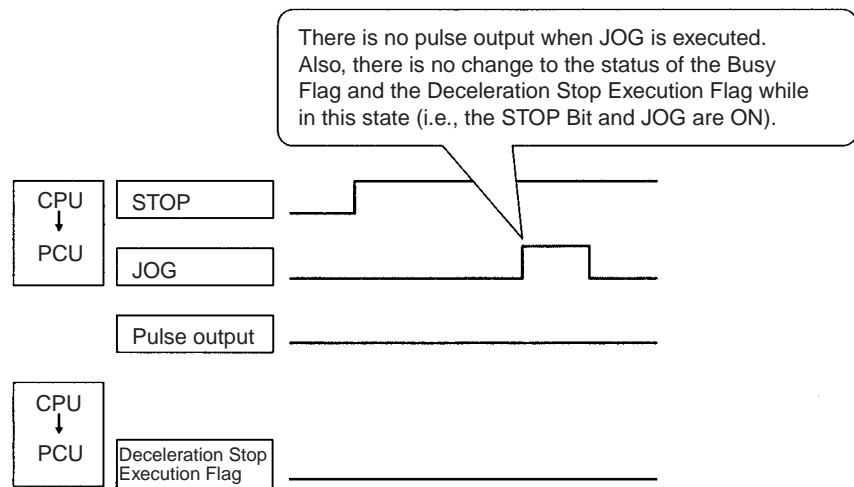 There is no pulse output when JOG is executed.
Also, there is no change to the status of the Busy
Flag and the Deceleration Stop Execution Flag while
in this state (i.e., the STOP Bit and JOG are ON).
CPU
PCU
STOP
JOG
Pulse output
CPU
PCU
Deceleration Stop
Execution Flag